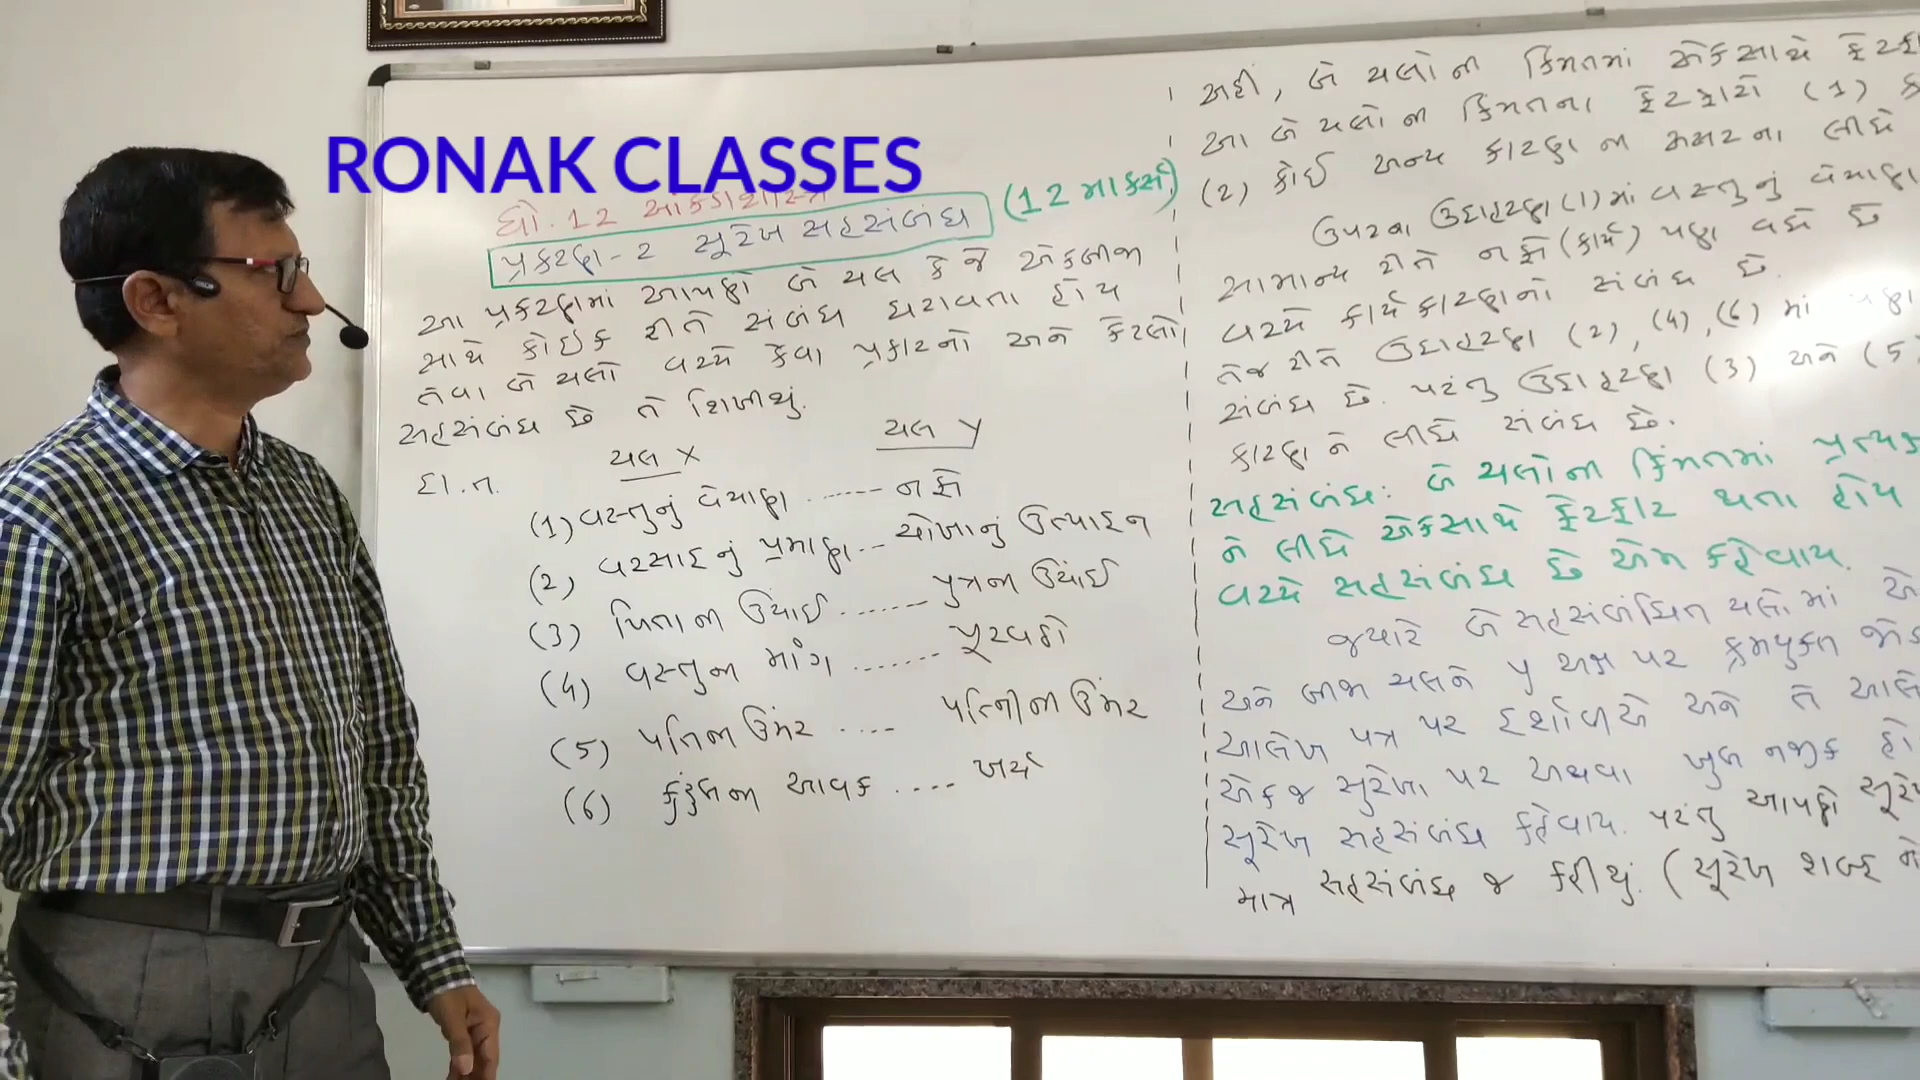 RONAK CLASSES
ધો.12 આંકડાશાસ્ત્ર
પ્રકરણ-2 સૂરેખ સહસંબંધ (12 માર્કસ)
આ પ્રકરણમાં આપણે બે ચલ કે જે એકબીજા
સાથે કોઈક રીતે સંબંધ ધરાવતા હોય
તેવા બે ચલો વચ્ચે કેવા પ્રકારનો અને કેટલો
સહસંબંધ છે તે શિખીશું.
દા.ત. ચલ X ચલ Y
(1) વસ્તુનું વેચાણ ....... નફો
(2) વરસાદનું પ્રમાણ... ચોખાનું ઉત્પાદન
(3) પિતાની ઉંચાઈ ....... પુત્રની ઉંચાઈ
(4) વસ્તુની માંગ ....... પૂરવઠો
(5) પતિની ઉંમર .... પત્નિની ઉંમર
(6) કુંટુંબની આવક .... ખર્ચ
અહીં, બે ચલોની કિંમતમાં એકસાથે
આ બે ચલોની કિંમતના ફેરફારો (1)
(2) કોઈ અન્ય કારણની અસરના લીધે
ઉપરના ઉદાહરણ(1)માં વસ્તુનું વેચાણ
સામાન્ય રીતે નફો(કાર્ય) પણ વધે છે
વચ્ચે કાર્ય કારણનો સંબંધ છે.
તેજ રીતે ઉદાહરણ (2), (4), (6) માં પણ
સંબંધ છે. પરંતુ ઉદાહરણ (3) અને (5)
કારણને લીધે સંબંધ છે.
સહસંબંધ: બે ચલોની કિંમતમાં
ને લીધે એકસાથે ફેરફાર થતા હોય
વચ્ચે સહસંબંધ છે એમ કહેવાય.
જ્યારે બે સહસંબંધિત ચલોમાં
અને બીજા ચલને y અક્ષ પર ક્રમયુક્ત
આલેખ પત્ર પર દર્શાવીએ અને તે
એક જ સુરેખા પર અથવા ખુબ નજીક
સૂરેખ સહસંબંધ કહેવાય. પરંતુ આપણે
માત્ર સહસંબંધ જ કહીશું. (સૂરેખ શબ્દ